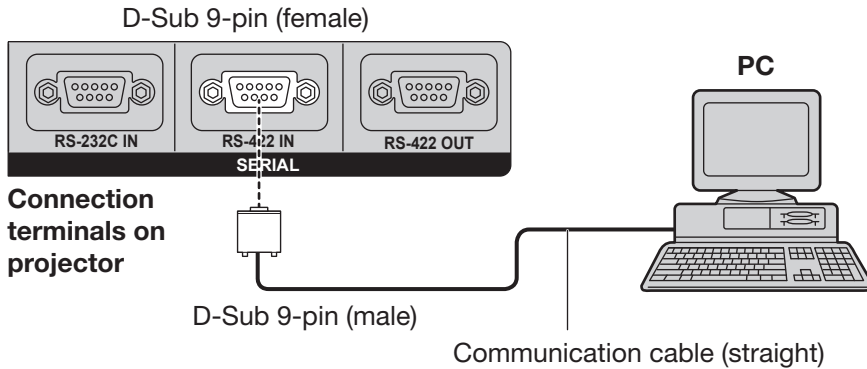 D-Sub 9-pin (female)
PC
RS-232C IN
RS-422 IN
RS-422 OUT
SERIAL
Connection
terminals on
projector
D-Sub 9-pin (male)
Communication cable (straight)